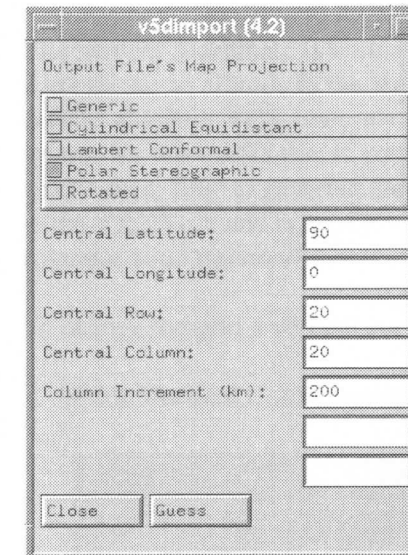 v5dimport (4.2)
Output File's Map Projection
Generic
Cylindrical Equidistant
Lambert Conformal
Polar Stereographic
Rotated
Central Latitude: 90
Central Longitude: 0
Central Row: 20
Central Column: 20
Column Increment (km): 200
Close Guess